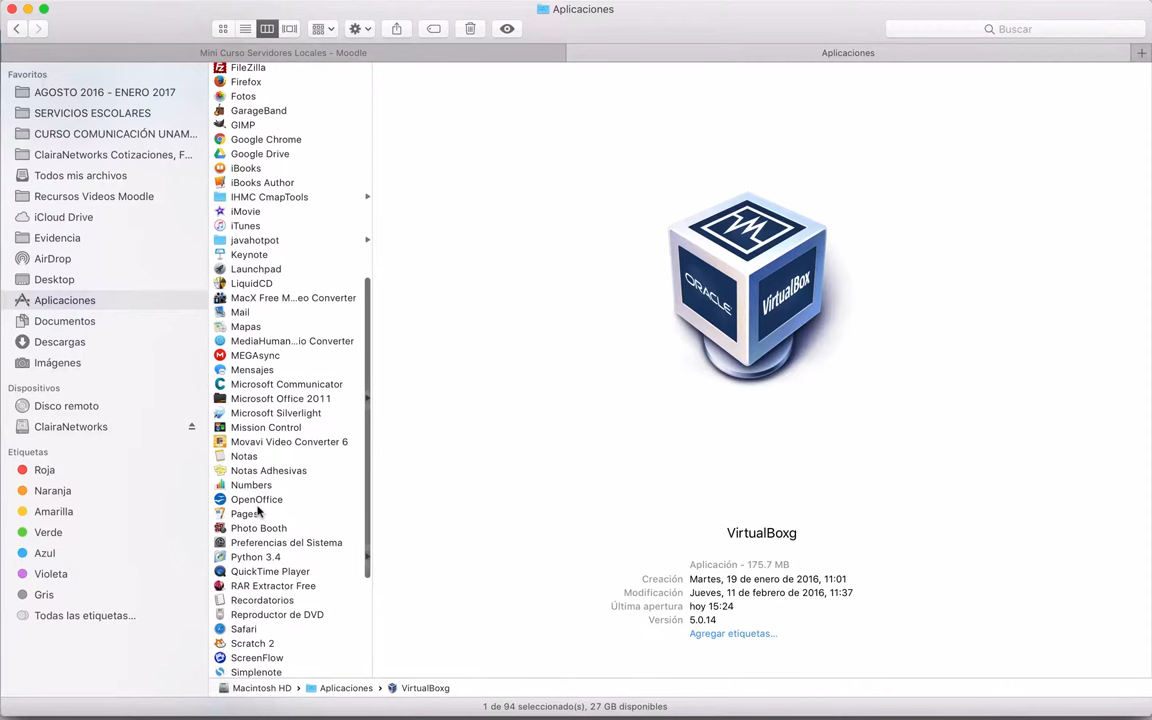 Aplicaciones
Buscar
Mini Curso Servidores Locales - Moodle
Aplicaciones
Favoritos
AGOSTO 2016 - ENERO 2017
SERVICIOS ESCOLARES
CURSO COMUNICACIÓN UNAM...
ClairaNetworks Cotizaciones, F...
Todos mis archivos
Recursos Videos Moodle
iCloud Drive
Evidencia
AirDrop
Desktop
Aplicaciones
Documentos
Descargas
Imágenes
Dispositivos
Disco remoto
ClairaNetworks
Etiquetas
Roja
Naranja
Amarilla
Verde
Azul
Violeta
Gris
Todas las etiquetas...
FileZilla
Firefox
Fotos
GarageBand
GIMP
Google Chrome
Google Drive
iBooks
iBooks Author
IHMC CmapTools
iMovie
iTunes
javahotpot
Keynote
Launchpad
LiquidCD
MacX Free M...eo Converter
Mail
Mapas
MediaHuman...io Converter
MEGAsync
Mensajes
Microsoft Communicator
Microsoft Office 2011
Microsoft Silverlight
Mission Control
Movavi Video Converter 6
Notas
Notas Adhesivas
Numbers
OpenOffice
Pages
Photo Booth
Preferencias del Sistema
Python 3.4
QuickTime Player
RAR Extractor Free
Recordatorios
Reproductor de DVD
Safari
Scratch 2
ScreenFlow
Simplenote
ORACLE
VirtualBox
VirtualBoxg
Aplicación - 175.7 MB
Creación Martes, 19 de enero de 2016, 11:01
Modificación Jueves, 11 de febrero de 2016, 11:37
Última apertura hoy 15:24
Versión 5.0.14
Agregar etiquetas...
Macintosh HD › Aplicaciones › VirtualBoxg
1 de 94 seleccionado(s), 27 GB disponibles